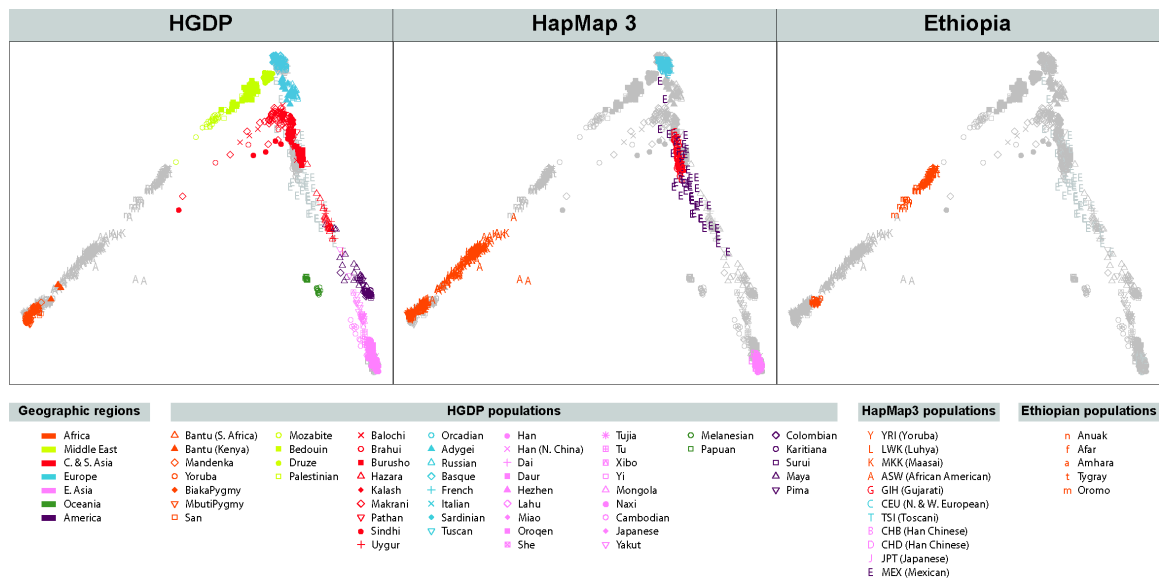 HGDP
HapMap 3
Ethiopia
Geographic regions
Africa
Middle East
C. & S. Asia
Europe
E. Asia
Oceania
America
HGDP populations
Bantu (S. Africa)
Bantu (Kenya)
Mandenka
Yoruba
BiakaPygmy
MbutiPygmy
San
Mozabite
Bedouin
Druze
Palestinian
Balochi
Brahui
Burusho
Hazara
Kalash
Makrani
Pathan
Sindhi
Uygur
Orcadian
Adygei
Russian
Basque
French
Italian
Sardinian
Tuscan
Han
Han (N. China)
Dai
Daur
Hezhen
Lahu
Miao
Oroqen
She
Tujia
Tu
Xibo
Yi
Mongola
Naxi
Cambodian
Japanese
Yakut
Melanesian
Papuan
Colombian
Karitiana
Surui
Maya
Pima
HapMap3 populations
Y YRI (Yoruba)
L LWK (Luhya)
K MKK (Maasai)
A ASW (African American)
G GIH (Gujarati)
C CEU (N. & W. European)
T TSI (Toscani)
B CHB (Han Chinese)
D CHD (Han Chinese)
J JPT (Japanese)
E MEX (Mexican)
Ethiopian populations
n Anuak
f Afar
a Amhara
t Tygray
m Oromo